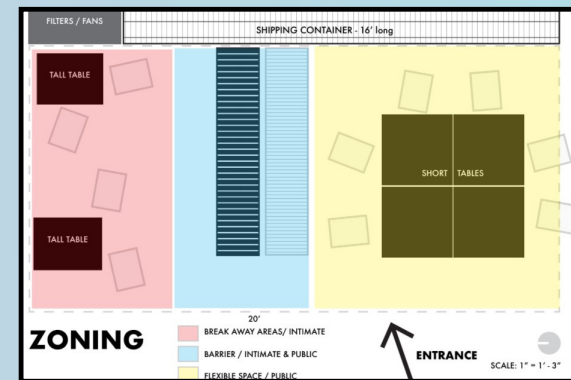 FILTERS / FANS
SHIPPING CONTAINER - 16' long
TALL TABLE
SHORT TABLES
TALL TABLE
20'
ZONING
BREAK AWAY AREAS/ INTIMATE
BARRIER / INTIMATE & PUBLIC
FLEXIBLE SPACE / PUBLIC
ENTRANCE
SCALE: 1" = 1' - 3"